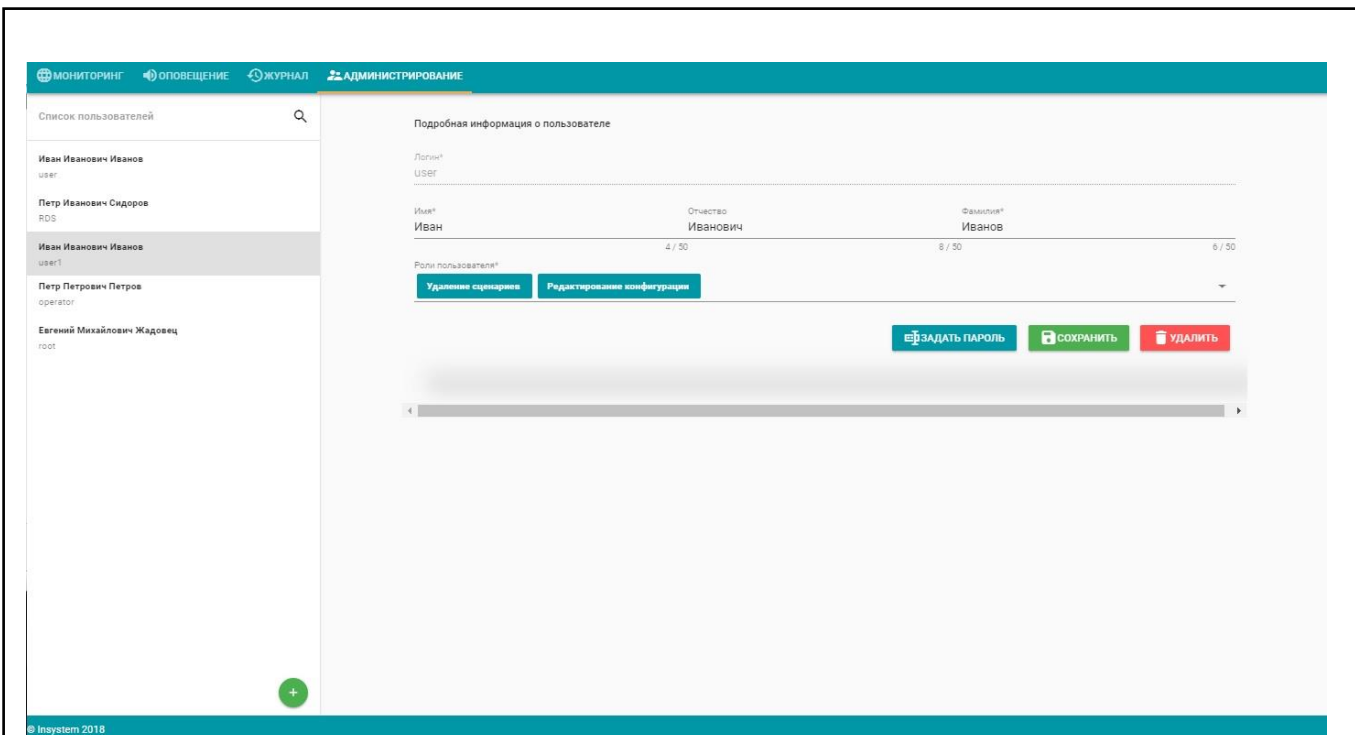 МОНИТОРИНГ ОПОВЕЩЕНИЕ ЖУРНАЛ АДМИНИСТРИРОВАНИЕ
Список пользователей
Иван Иванович Иванов
user
Петр Иванович Сидоров
RDS
Иван Иванович Иванов
user1
Петр Петрович Петров
operator
Евгений Михайлович Жадовец
root
Подробная информация о пользователе
Логин*
user
Имя* Отчество Фамилия*
Иван Иванович Иванов
4 / 50 8 / 50 6 / 50
Роли пользователя*
Удаление сценариев Редактирование конфигурации
ЗАДАТЬ ПАРОЛЬ СОХРАНИТЬ УДАЛИТЬ
© Insystem 2018